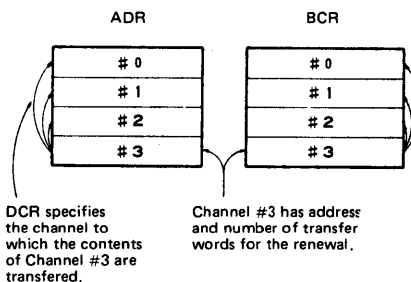 ADR
BCR
# 0
# 1
# 2
# 3
# 0
# 1
# 2
# 3
DCR specifies
the channel to
which the contents
of Channel #3 are
transfered.
Channel #3 has address
and number of transfer
words for the renewal.